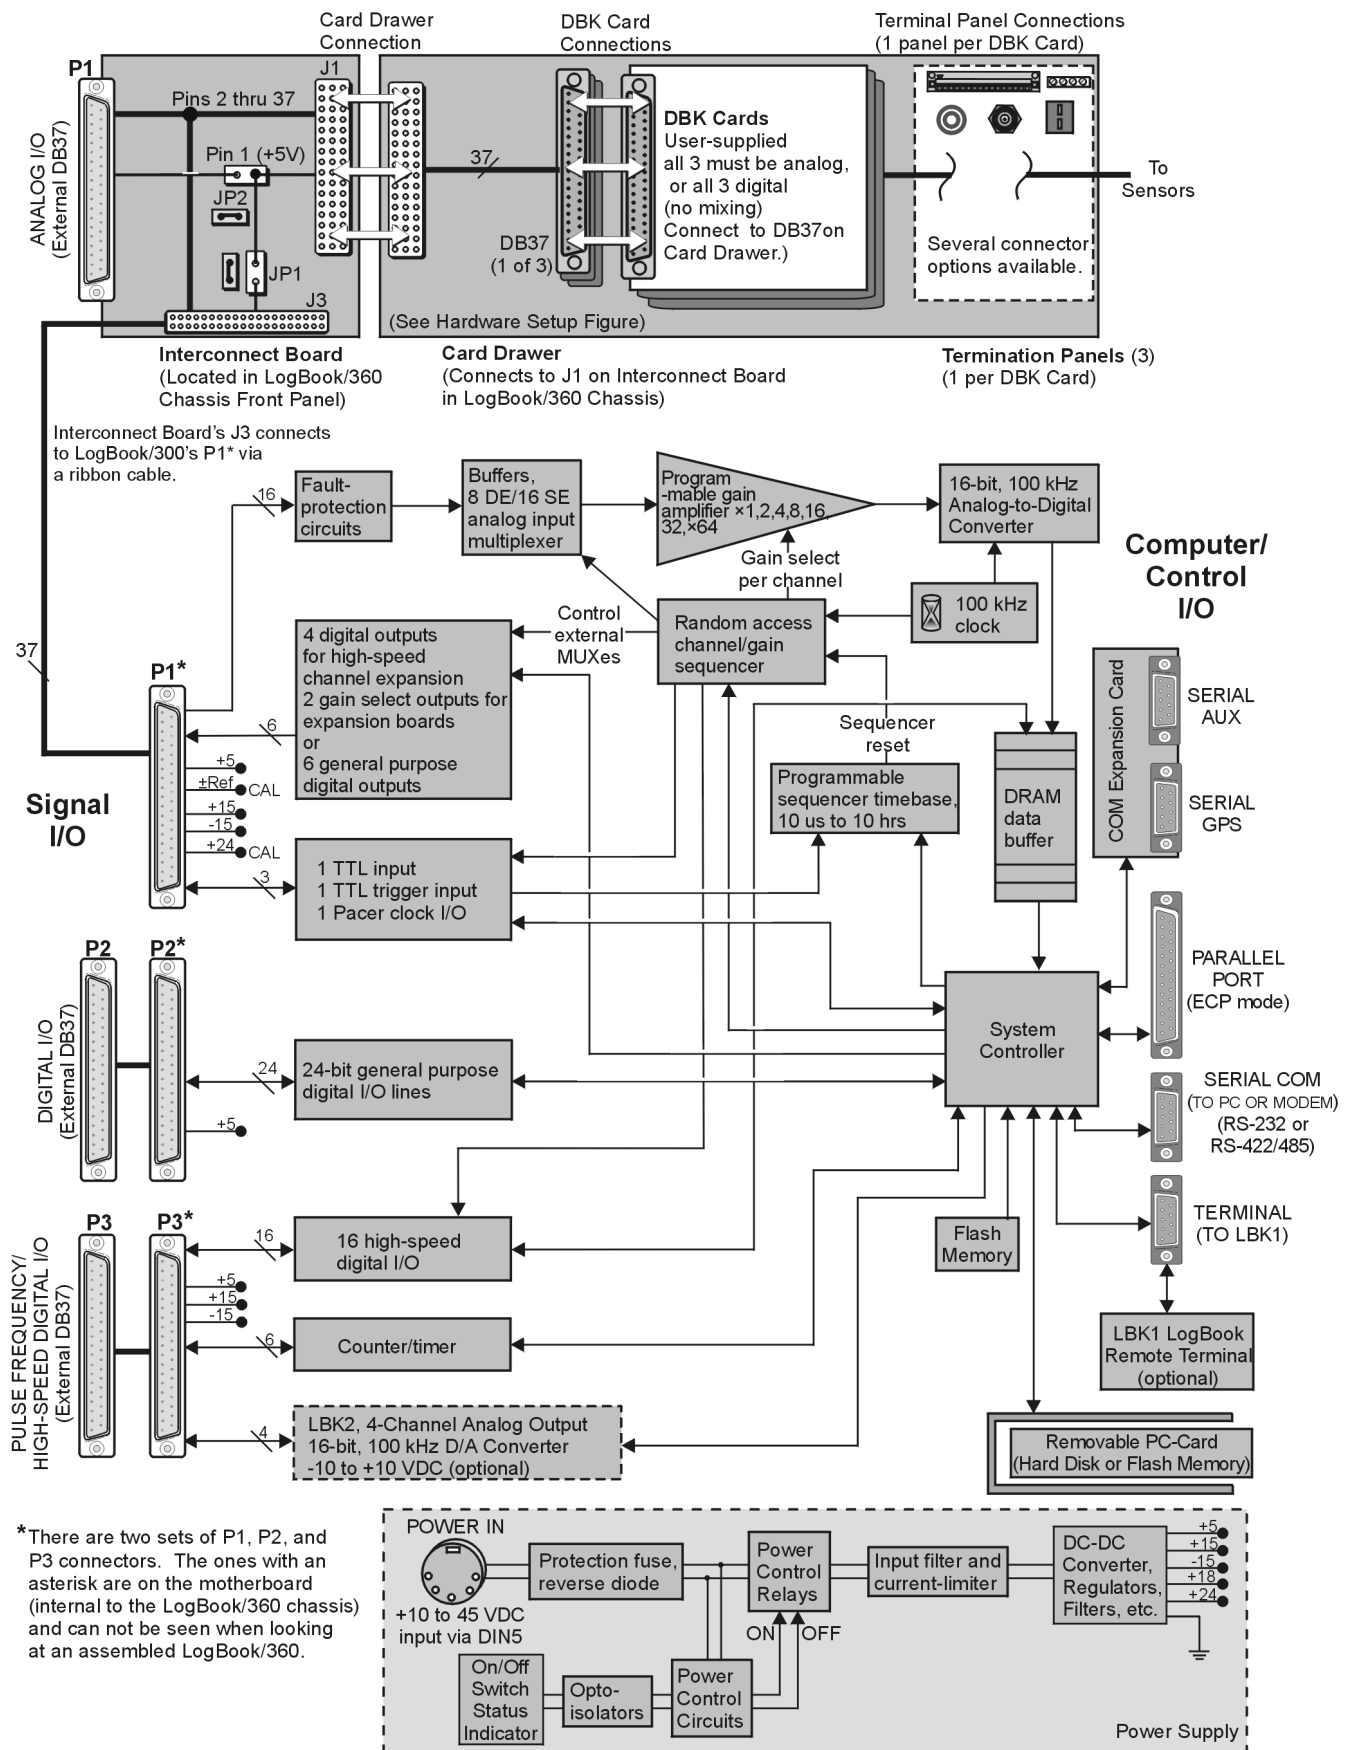 Card Drawer
Connection
DBK Card
Connections
Terminal Panel Connections
(1 panel per DBK Card)
P1
J1
Pins 2 thru 37
Pin 1 (+5V)
JP2
JP1
J3
ANALOG I/O
(External DB37)
37
DB37
(1 of 3)
DBK Cards
User-supplied
all 3 must be analog,
or all 3 digital
(no mixing)
Connect to DB37on
Card Drawer.)
Several connector
options available.
To
Sensors
(See Hardware Setup Figure)
Interconnect Board
(Located in LogBook/360
Chassis Front Panel)
Card Drawer
(Connects to J1 on Interconnect Board
in LogBook/360 Chassis)
Termination Panels (3)
(1 per DBK Card)
Interconnect Board's J3 connects
to LogBook/300's P1* via
a ribbon cable.
16
Fault-
protection
circuits
Buffers,
8 DE/16 SE
analog input
multiplexer
Program
-mable gain
amplifier ×1,2,4,8,16,
32,×64
16-bit, 100 kHz
Analog-to-Digital
Converter
Computer/
Control
I/O
Gain select
per channel
100 kHz
clock
Control
external
MUXes
Random access
channel/gain
sequencer
4 digital outputs
for high-speed
channel expansion
2 gain select outputs for
expansion boards
or
6 general purpose
digital outputs
37
P1*
6
+5
±Ref
CAL
+15
-15
+24
CAL
3
Signal
I/O
Sequencer
reset
Programmable
sequencer timebase,
10 us to 10 hrs
DRAM
data
buffer
COM Expansion Card
SERIAL
AUX
SERIAL
GPS
1 TTL input
1 TTL trigger input
1 Pacer clock I/O
P2
P2*
DIGITAL I/O
(External DB37)
24
+5
24-bit general purpose
digital I/O lines
System
Controller
PARALLEL
PORT
(ECP mode)
SERIAL COM
(TO PC OR MODEM)
(RS-232 or
RS-422/485)
TERMINAL
(TO LBK1)
P3
P3*
PULSE FREQUENCY/
HIGH-SPEED DIGITAL I/O
(External DB37)
16
+5
+15
-15
6
4
16 high-speed
digital I/O
Counter/timer
LBK2, 4-Channel Analog Output
16-bit, 100 kHz D/A Converter
-10 to +10 VDC (optional)
Flash
Memory
LBK1 LogBook
Remote Terminal
(optional)
Removable PC-Card
(Hard Disk or Flash Memory)
*There are two sets of P1, P2, and
P3 connectors. The ones with an
asterisk are on the motherboard
(internal to the LogBook/360 chassis)
and can not be seen when looking
at an assembled LogBook/360.
POWER IN
+10 to 45 VDC
input via DIN5
Protection fuse,
reverse diode
Power
Control
Relays
Input filter and
current-limiter
DC-DC
Converter,
Regulators,
Filters, etc.
+5
+15
-15
+18
+24
ON
OFF
On/Off
Switch
Status
Indicator
Opto-
isolators
Power
Control
Circuits
Power Supply